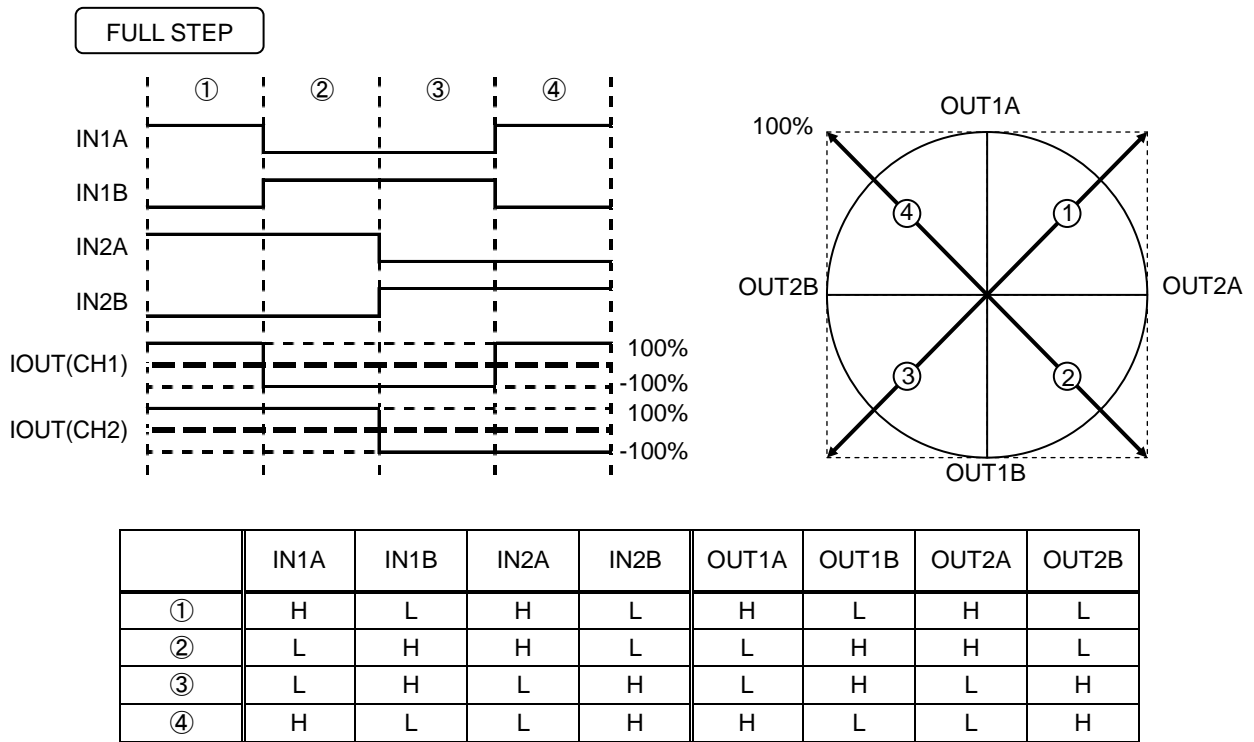 FULL STEP
① ② ③ ④
IN1A
IN1B
IN2A
IN2B
IOUT(CH1)
100%
-100%
IOUT(CH2)
100%
-100%
OUT1A
100%
④ ①
OUT2B OUT2A
③ ②
OUT1B
IN1A IN1B IN2A IN2B OUT1A OUT1B OUT2A OUT2B
① H L H L H L H L
② L H H L L H H L
③ L H L H L H L H
④ H L L H H L L H